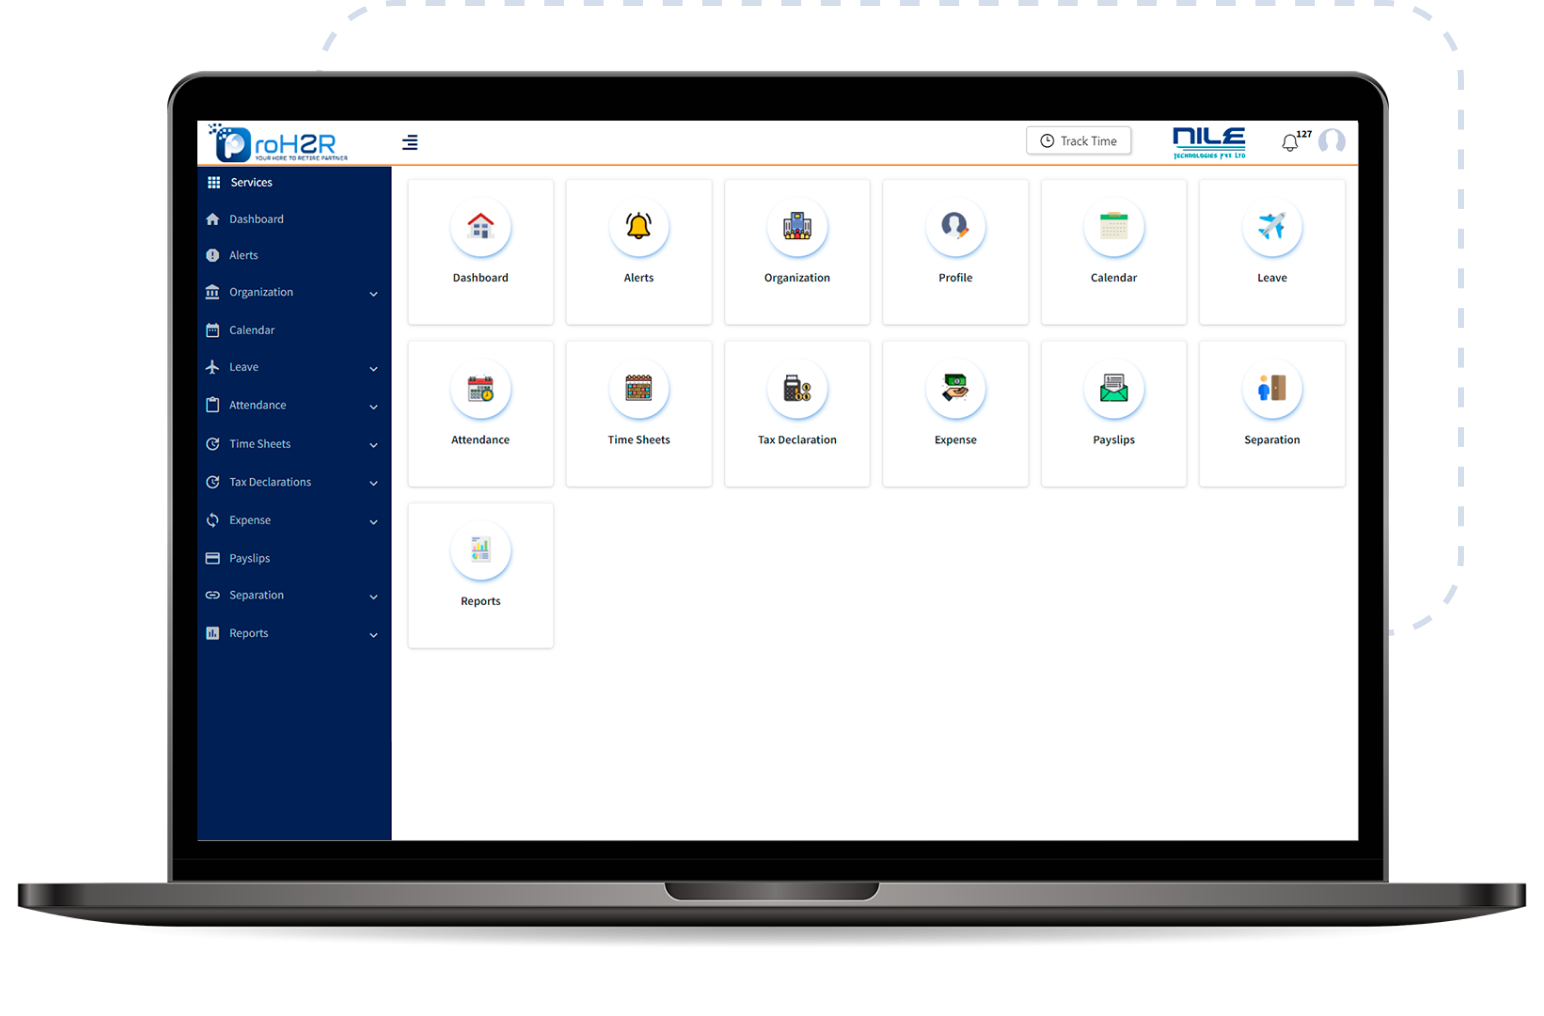 ProH2R
YOUR HIRE TO RETIRE PARTNER
Track Time
NILE
TECHNOLOGIES PVT LTD
127
Services
Dashboard
Alerts
Organization
Calendar
Leave
Attendance
Time Sheets
Tax Declarations
Expense
Payslips
Separation
Reports
Dashboard
Alerts
Organization
Profile
Calendar
Leave
Attendance
Time Sheets
Tax Declaration
Expense
Payslips
Separation
Reports